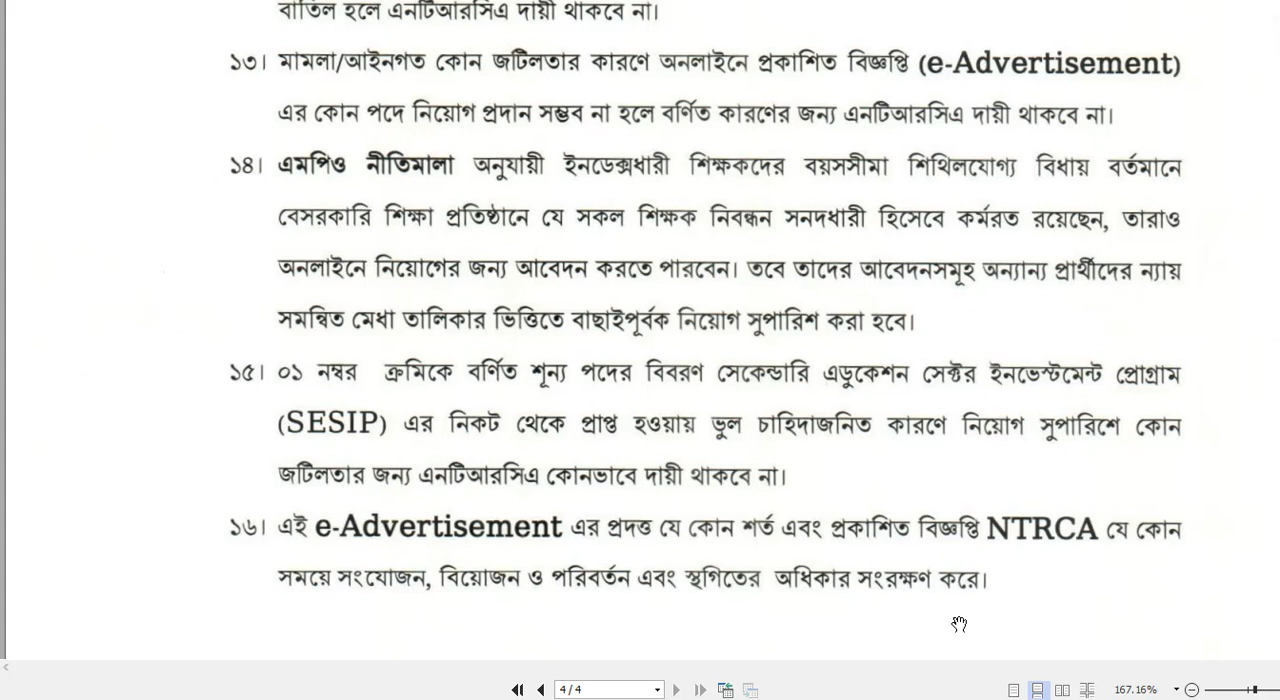 বাতিল হলে এনটিআরসিএ দায়ী থাকবে না।
১৩। মামলা/আইনগত কোন জটিলতার কারণে অনলাইনে প্রকাশিত বিজ্ঞপ্তি (e-Advertisement)
এর কোন পদে নিয়োগ প্রদান সম্ভব না হলে বর্ণিত কারণের জন্য এনটিআরসিএ দায়ী থাকবে না।
১৪। এমপিও নীতিমালা অনুযায়ী ইনডেক্সধারী শিক্ষকদের বয়সসীমা শিথিলযোগ্য বিধায় বর্তমানে
বেসরকারি শিক্ষা প্রতিষ্ঠানে যে সকল শিক্ষক নিবন্ধন সনদধারী হিসেবে কর্মরত রয়েছেন, তারাও
অনলাইনে নিয়োগের জন্য আবেদন করতে পারবেন। তবে তাদের আবেদনসমূহ অন্যান্য প্রার্থীদের ন্যায়
সমন্বিত মেধা তালিকার ভিত্তিতে বাছাইপূর্বক নিয়োগ সুপারিশ করা হবে।
১৫। ০১ নম্বর ক্রমিকে বর্ণিত শূন্য পদের বিবরণ সেকেন্ডারি এডুকেশন সেক্টর ইনভেস্টমেন্ট প্রোগ্রাম
(SESIP) এর নিকট থেকে প্রাপ্ত হওয়ায় ভুল চাহিদাজনিত কারণে নিয়োগ সুপারিশে কোন
জটিলতার জন্য এনটিআরসিএ কোনভাবে দায়ী থাকবে না।
১৬। এই e-Advertisement এর প্রদত্ত যে কোন শর্ত এবং প্রকাশিত বিজ্ঞপ্তি NTRCA যে কোন
সময়ে সংযোজন, বিয়োজন ও পরিবর্তন এবং স্থগিতের অধিকার সংরক্ষণ করে।
4/4
167.16%